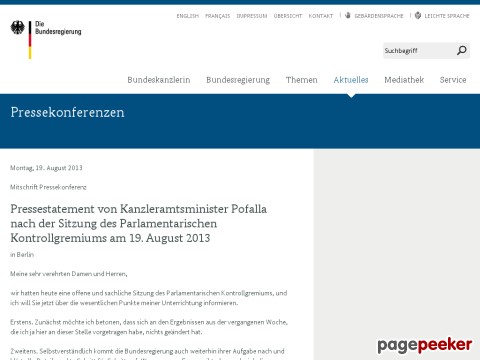 ENGLISH FRANÇAIS IMPRESSUM ÜBERSICHT KONTAKT GEBÄRDENSPRACHE LEICHTE SPRACHE
Die
Bundesregierung
Suchbegriff
Bundeskanzlerin Bundesregierung Themen Aktuelles Mediathek Service
Pressekonferenzen
Montag, 19. August 2013
Mitschrift Pressekonferenz
Pressestatement von Kanzleramtsminister Pofalla
nach der Sitzung des Parlamentarischen
Kontrollgremiums am 19. August 2013
in Berlin
Meine sehr verehrten Damen und Herren,
wir hatten heute eine offene und sachliche Sitzung des Parlamentarischen Kontrollgremiums, und
ich will Sie jetzt über die wesentlichen Punkte meiner Unterrichtung informieren.
Erstens. Zunächst möchte ich betonen, dass sich an den Ergebnissen aus der vergangenen Woche,
die ich ja hier an dieser Stelle vorgetragen habe, nichts geändert hat.
Zweitens. Selbstverständlich kommt die Bundesregierung auch weiterhin ihrer Aufgabe nach und
pagepeeker